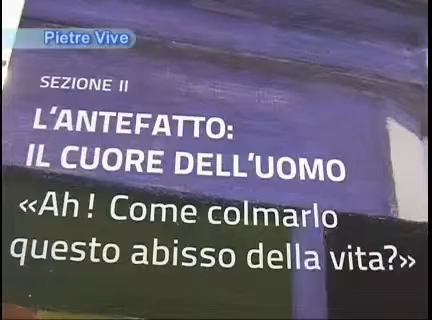 Pietre Vive
SEZIONE II
L'ANTEFATTO:
IL CUORE DELL'UOMO
«Ah! Come colmarlo
questo abisso della vita?»